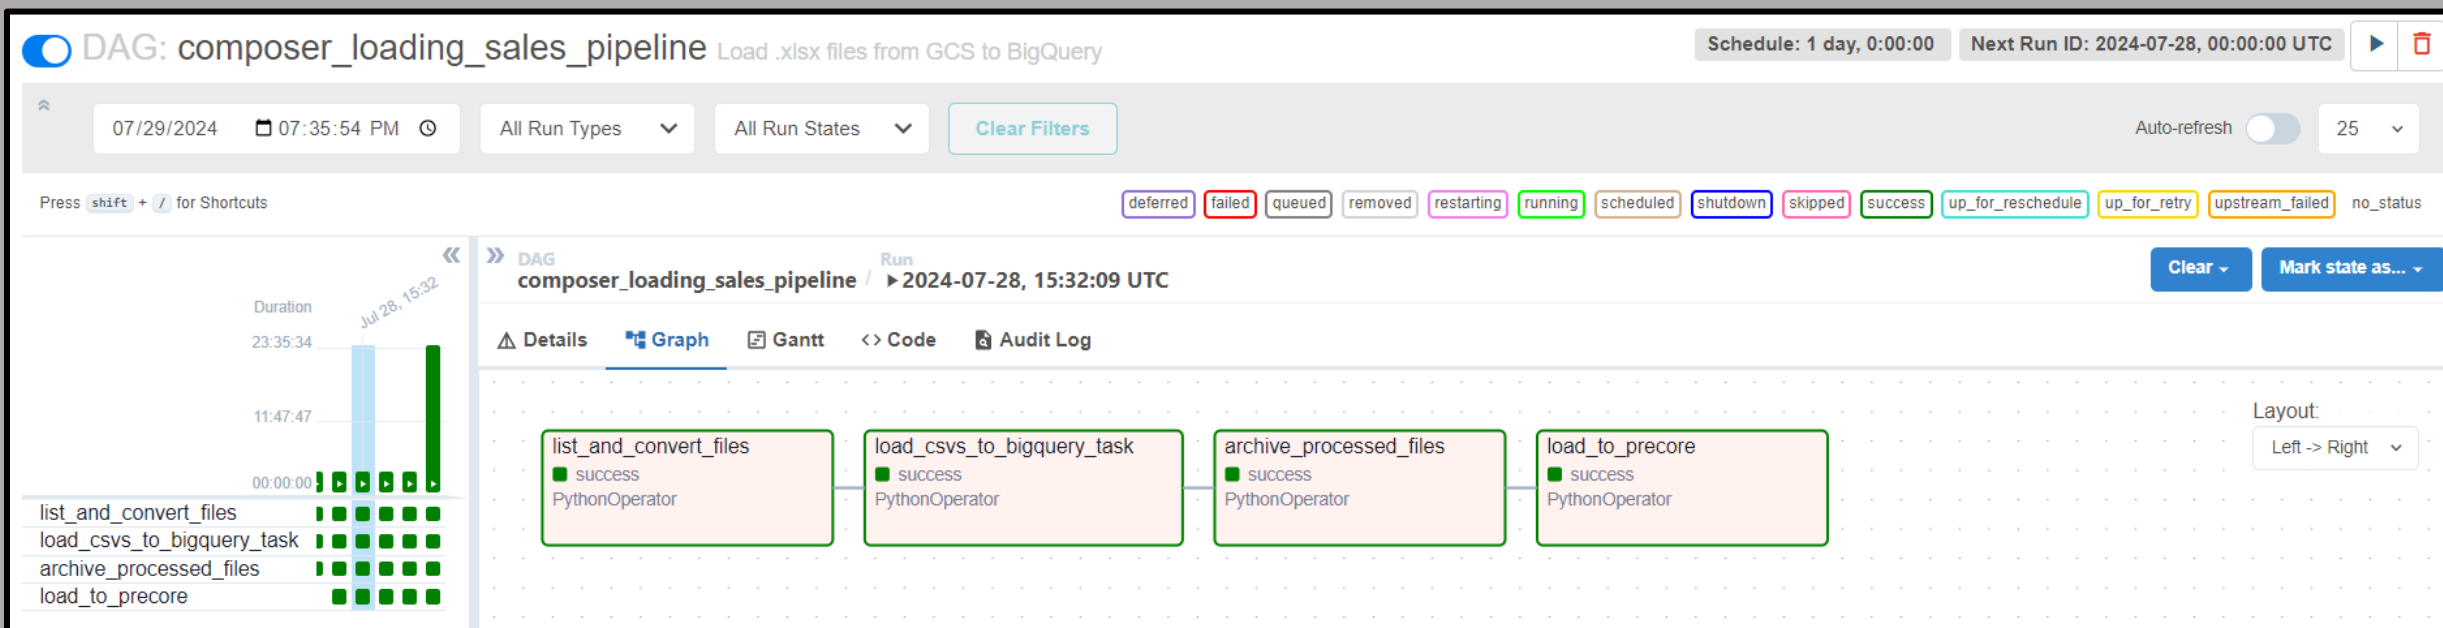 DAG: composer_loading_sales_pipeline Load .xlsx files from GCS to BigQuery
Schedule: 1 day, 0:00:00 Next Run ID: 2024-07-28, 00:00:00 UTC
07/29/2024 07:35:54 PM All Run Types All Run States Clear Filters Auto-refresh 25
Press shift + / for Shortcuts
deferred failed queued removed restarting running scheduled shutdown skipped success up_for_reschedule up_for_retry upstream_failed no_status
Duration
Jul 28, 15:32
23:35:34
11:47:47
00:00:00
list_and_convert_files
load_csvs_to_bigquery_task
archive_processed_files
load_to_precore
DAG Run
composer_loading_sales_pipeline / 2024-07-28, 15:32:09 UTC
Clear Mark state as...
Details Graph Gantt <> Code Audit Log
Layout:
Left -> Right
list_and_convert_files
success
PythonOperator
load_csvs_to_bigquery_task
success
PythonOperator
archive_processed_files
success
PythonOperator
load_to_precore
success
PythonOperator